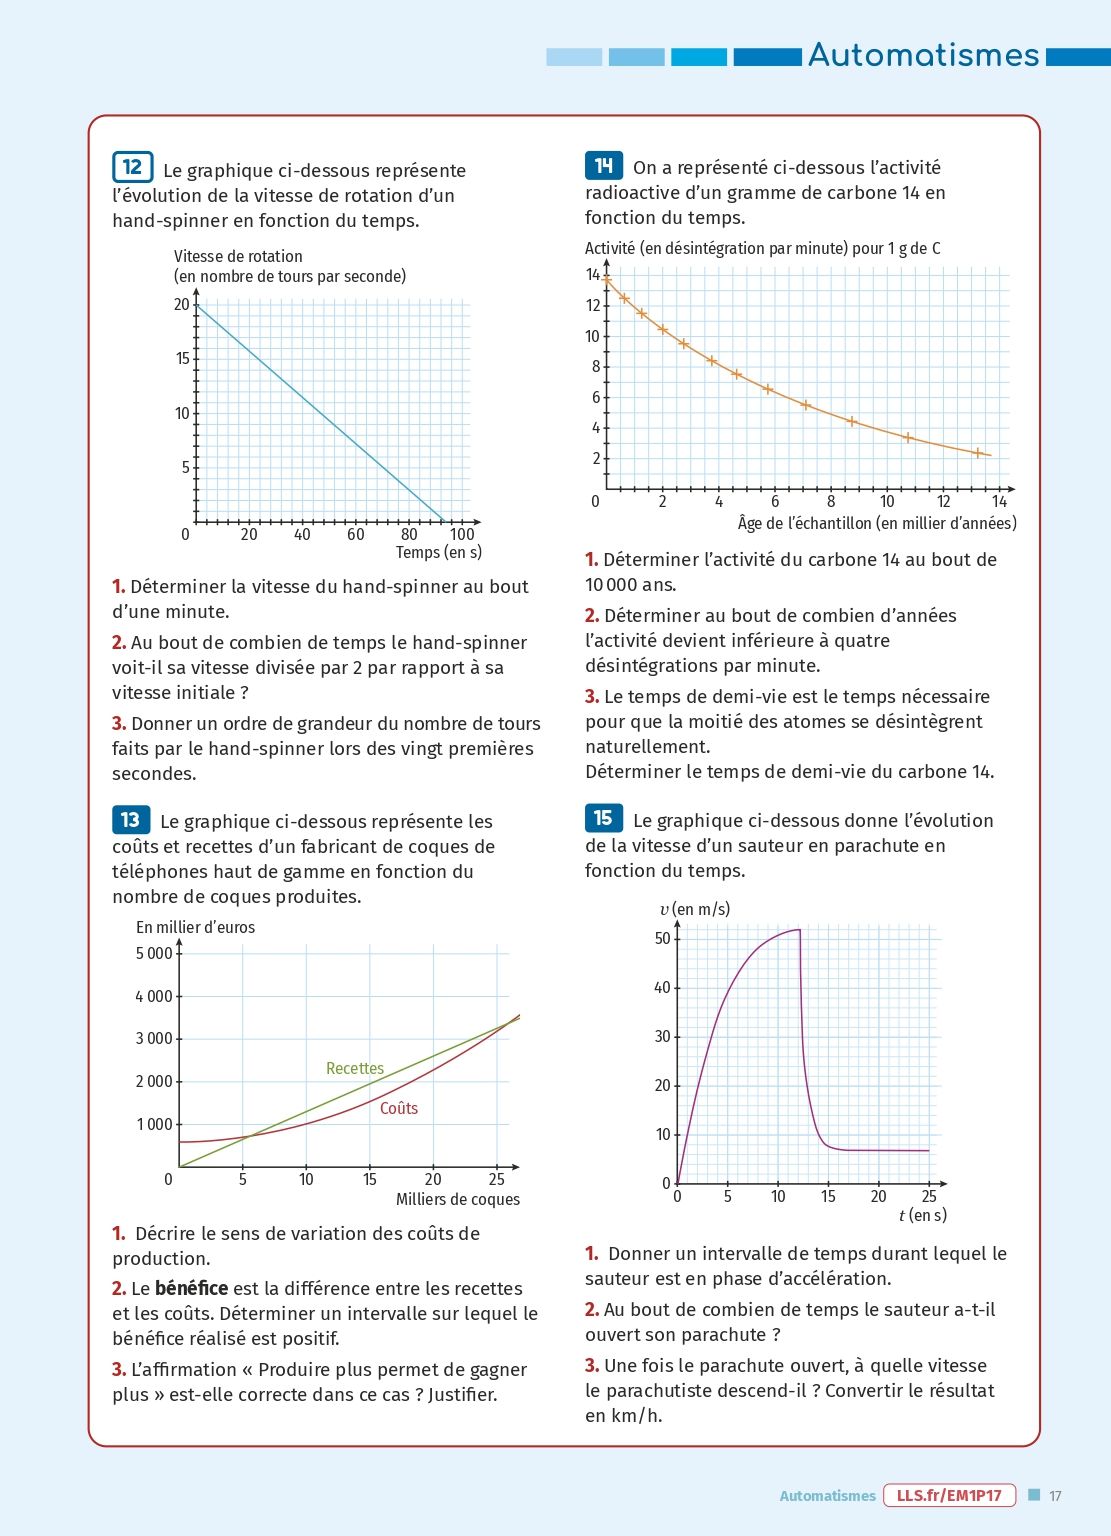 Automatismes
12 Le graphique ci-dessous représente
l’évolution de la vitesse de rotation d’un
hand-spinner en fonction du temps.
Vitesse de rotation
(en nombre de tours par seconde)
20
15
10
5
0 20 40 60 80 100
Temps (en s)
1. Déterminer la vitesse du hand-spinner au bout
d’une minute.
2. Au bout de combien de temps le hand-spinner
voit-il sa vitesse divisée par 2 par rapport à sa
vitesse initiale ?
3. Donner un ordre de grandeur du nombre de tours
faits par le hand-spinner lors des vingt premières
secondes.
13 Le graphique ci-dessous représente les
coûts et recettes d’un fabricant de coques de
téléphones haut de gamme en fonction du
nombre de coques produites.
En millier d’euros
5 000
4 000
3 000
2 000
1 000
Recettes
Coûts
0 5 10 15 20 25
Milliers de coques
1. Décrire le sens de variation des coûts de
production.
2. Le bénéfice est la différence entre les recettes
et les coûts. Déterminer un intervalle sur lequel le
bénéfice réalisé est positif.
3. L’affirmation « Produire plus permet de gagner
plus » est-elle correcte dans ce cas ? Justifier.
14 On a représenté ci-dessous l’activité
radioactive d’un gramme de carbone 14 en
fonction du temps.
Activité (en désintégration par minute) pour 1 g de C
14
12
10
8
6
4
2
0 2 4 6 8 10 12 14
Âge de l’échantillon (en millier d’années)
1. Déterminer l’activité du carbone 14 au bout de
10 000 ans.
2. Déterminer au bout de combien d’années
l’activité devient inférieure à quatre
désintégrations par minute.
3. Le temps de demi-vie est le temps nécessaire
pour que la moitié des atomes se désintègrent
naturellement.
Déterminer le temps de demi-vie du carbone 14.
15 Le graphique ci-dessous donne l’évolution
de la vitesse d’un sauteur en parachute en
fonction du temps.
v (en m/s)
50
40
30
20
10
0
0 5 10 15 20 25
t (en s)
1. Donner un intervalle de temps durant lequel le
sauteur est en phase d’accélération.
2. Au bout de combien de temps le sauteur a-t-il
ouvert son parachute ?
3. Une fois le parachute ouvert, à quelle vitesse
le parachutiste descend-il ? Convertir le résultat
en km/h.
Automatismes LLS.fr/EM1P17 17